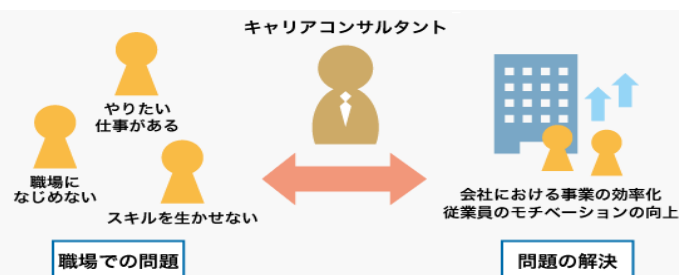 キャリアコンサルタント
やりたい
仕事がある
職場に
なじめない
スキルを生かせない
職場での問題
会社における事業の効率化
従業員のモチベーションの向上
問題の解決